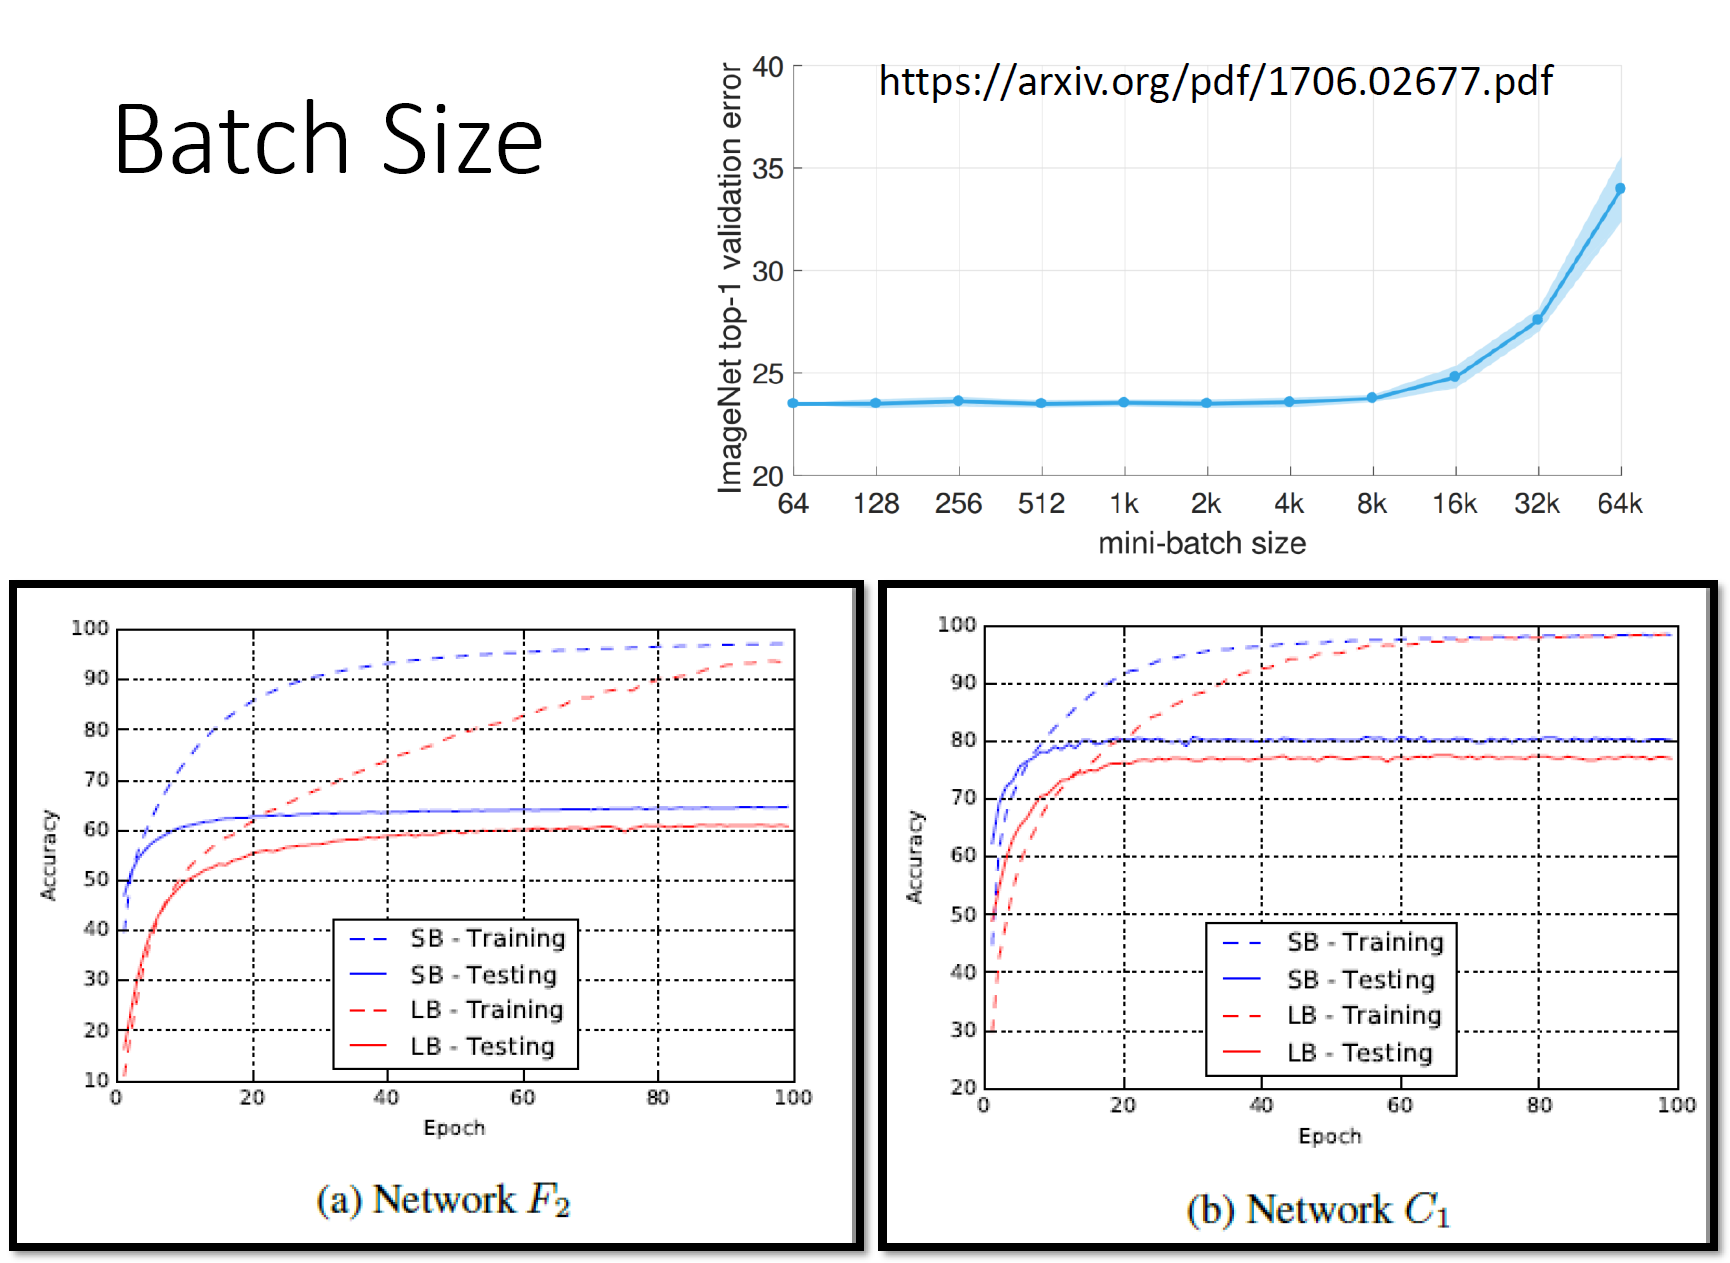 Batch Size
https://arxiv.org/pdf/1706.02677.pdf
ImageNet top-1 validation error
40
35
30
25
20
64 128 256 512 1k 2k 4k 8k 16k 32k 64k
mini-batch size
Accuracy
100
90
80
70
60
50
40
30
20
10
SB - Training
SB - Testing
LB - Training
LB - Testing
0 20 40 60 80 100
Epoch
(a) Network F₂
Accuracy
100
90
80
70
60
50
40
30
20
SB - Training
SB - Testing
LB - Training
LB - Testing
0 20 40 60 80 100
Epoch
(b) Network C₁